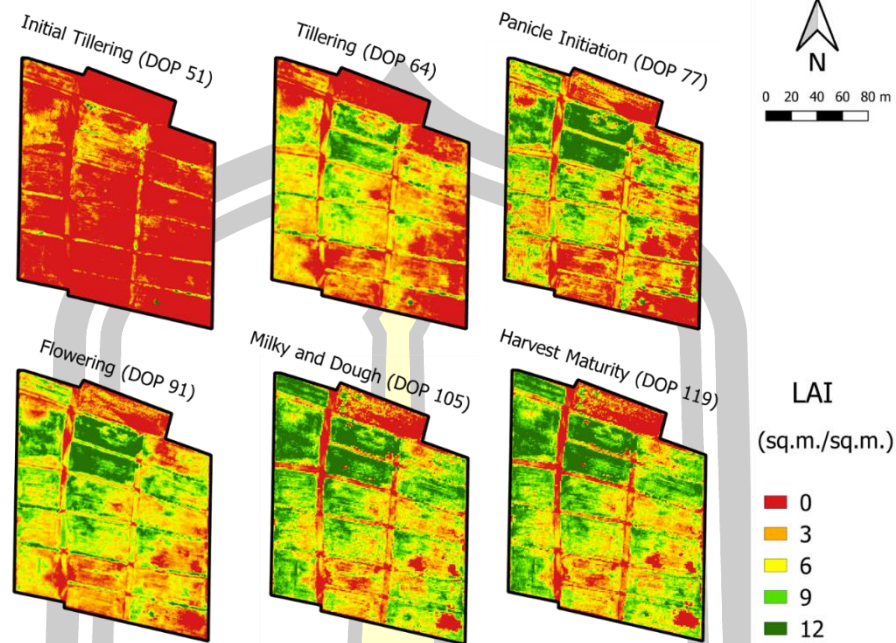 Initial Tillering (DOP 51)
Tillering (DOP 64)
Panicle Initiation (DOP 77)
N
0 20 40 60 80 m
Flowering (DOP 91)
Milky and Dough (DOP 105)
Harvest Maturity (DOP 119)
LAI
(sq.m./sq.m.)
0
3
6
9
12